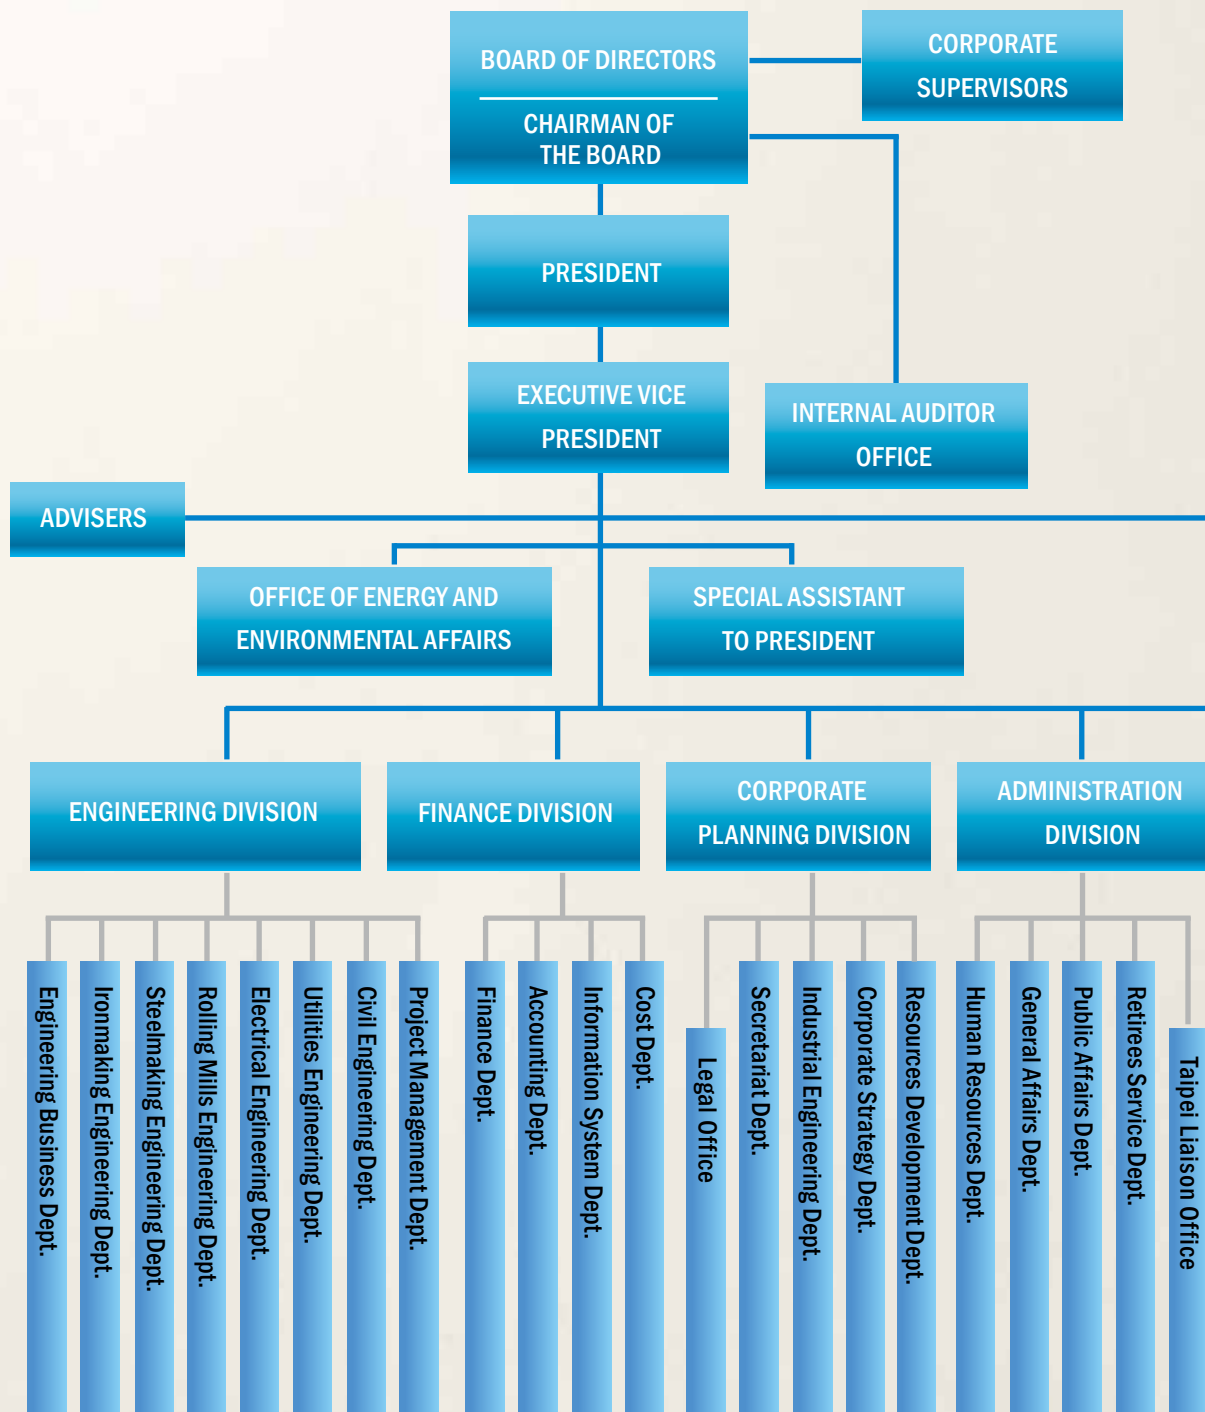 BOARD OF DIRECTORS
CHAIRMAN OF
THE BOARD
CORPORATE
SUPERVISORS
PRESIDENT
EXECUTIVE VICE
PRESIDENT
INTERNAL AUDITOR
OFFICE
ADVISERS
OFFICE OF ENERGY AND
ENVIRONMENTAL AFFAIRS
SPECIAL ASSISTANT
TO PRESIDENT
ENGINEERING DIVISION
FINANCE DIVISION
CORPORATE
PLANNING DIVISION
ADMINISTRATION
DIVISION
Engineering Business Dept.
Ironmaking Engineering Dept.
Steelmaking Engineering Dept.
Rolling Mills Engineering Dept.
Electrical Engineering Dept.
Utilities Engineering Dept.
Civil Engineering Dept.
Project Management Dept.
Finance Dept.
Accounting Dept.
Information System Dept.
Cost Dept.
Legal Office
Secretariat Dept.
Industrial Engineering Dept.
Corporate Strategy Dept.
Resources Development Dept.
Human Resources Dept.
General Affairs Dept.
Public Affairs Dept.
Retirees Service Dept.
Taipei Liaison Office